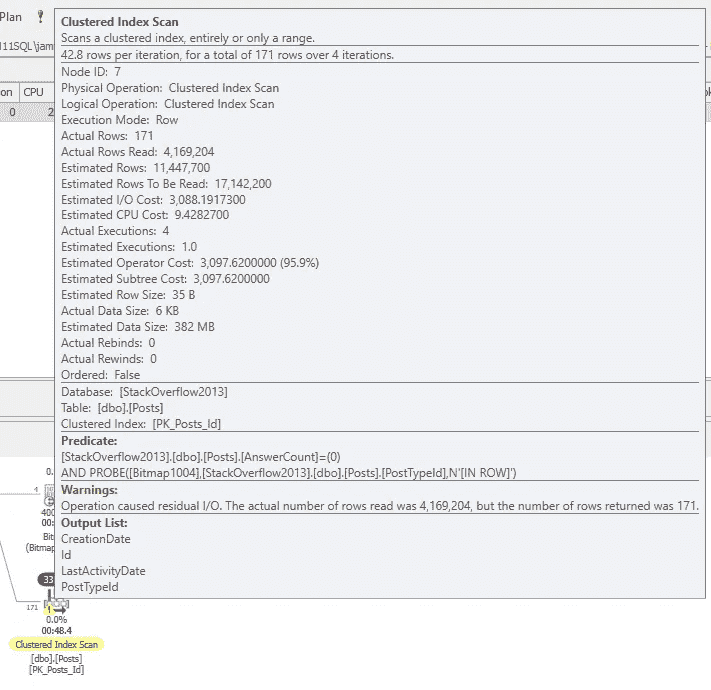 Plan
Clustered Index Scan
Scans a clustered index, entirely or only a range.
42.8 rows per iteration, for a total of 171 rows over 4 iterations.
Node ID: 7
Physical Operation: Clustered Index Scan
Logical Operation: Clustered Index Scan
Execution Mode: Row
Actual Rows: 171
Actual Rows Read: 4,169,204
Estimated Rows: 11,447,700
Estimated Rows To Be Read: 17,142,200
Estimated I/O Cost: 3,088.1917300
Estimated CPU Cost: 9.4282700
Actual Executions: 4
Estimated Executions: 1.0
Estimated Operator Cost: 3,097.6200000 (95.9%)
Estimated Subtree Cost: 3,097.6200000
Estimated Row Size: 35 B
Actual Data Size: 6 KB
Estimated Data Size: 382 MB
Actual Rebinds: 0
Actual Rewinds: 0
Ordered: False
Database: [StackOverflow2013]
Table: [dbo].[Posts]
Clustered Index: [PK_Posts_Id]
Predicate:
[StackOverflow2013].[dbo].[Posts].[AnswerCount]=(0)
AND PROBE([Bitmap1004],[StackOverflow2013].[dbo].[Posts].[PostTypeId],N'[IN ROW]')
Warnings:
Operation caused residual I/O. The actual number of rows read was 4,169,204, but the number of rows returned was 171.
Output List:
CreationDate
Id
LastActivityDate
PostTypeId
11SQL\jam
on CPU
0 2
0.
4
400
00:
Bit
(Bitmap
33
171
1
0.0%
00:48.4
Clustered Index Scan
[dbo].[Posts]
[PK_Posts_Id]